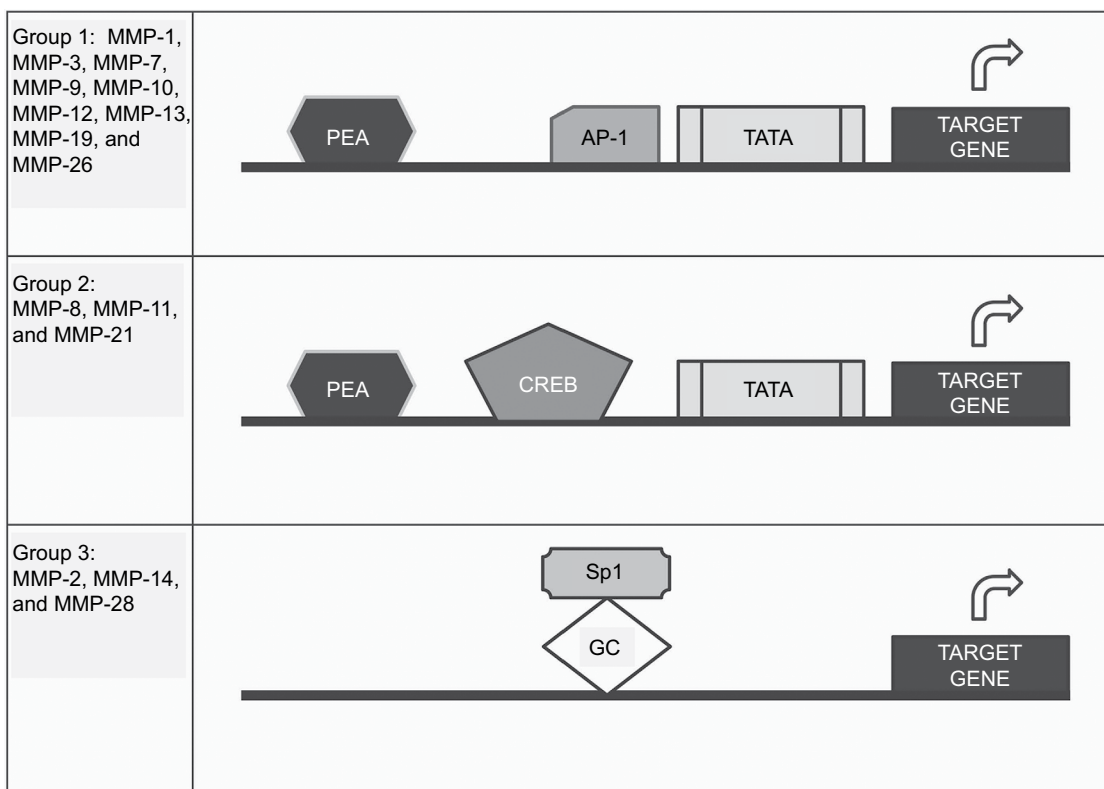 Group 1:  MMP-1,
MMP-3, MMP-7,
MMP-9, MMP-10,
MMP-12, MMP-13,
MMP-19, and
MMP-26
PEA
AP-1
TATA
TARGET
GENE
Group 2:
MMP-8, MMP-11,
and MMP-21
PEA
CREB
TATA
TARGET
GENE
Group 3:
MMP-2, MMP-14,
and MMP-28
Sp1
GC
TARGET
GENE